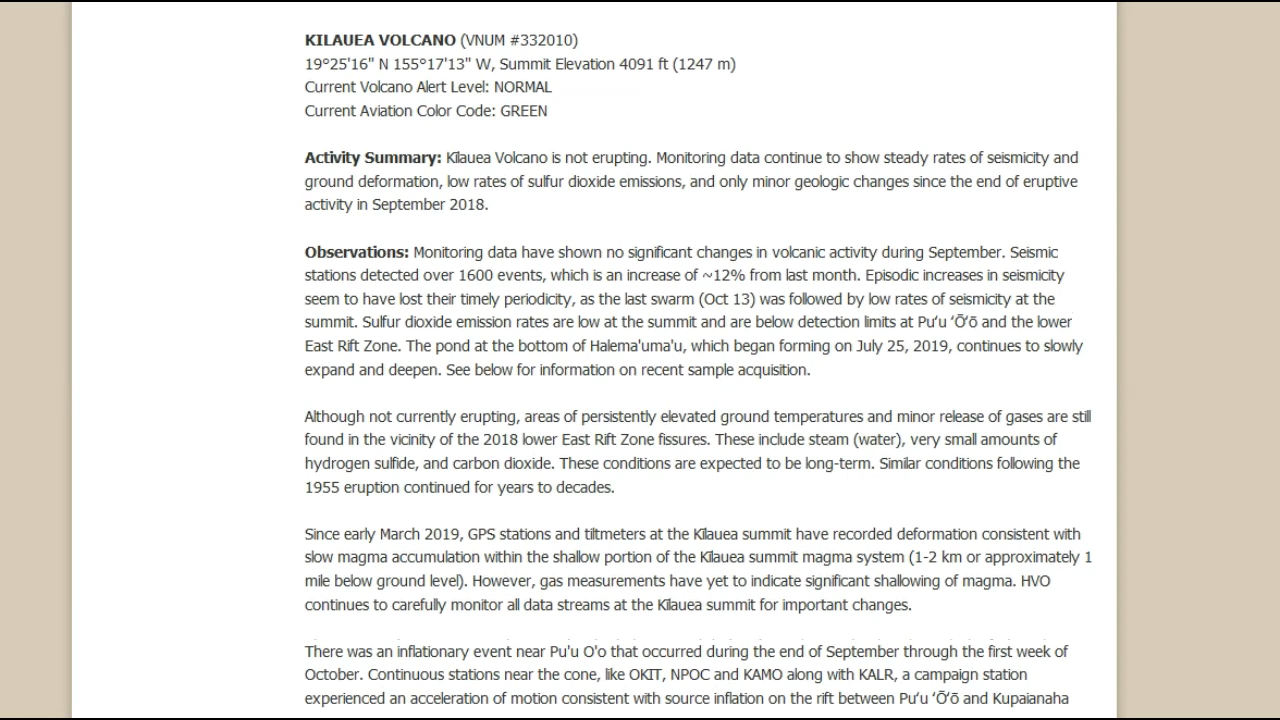 KILAUEA VOLCANO (VNUM #332010)
19°25'16" N 155°17'13" W, Summit Elevation 4091 ft (1247 m)
Current Volcano Alert Level: NORMAL
Current Aviation Color Code: GREEN
Activity Summary: Kīlauea Volcano is not erupting. Monitoring data continue to show steady rates of seismicity and
ground deformation, low rates of sulfur dioxide emissions, and only minor geologic changes since the end of eruptive
activity in September 2018.
Observations: Monitoring data have shown no significant changes in volcanic activity during September. Seismic
stations detected over 1600 events, which is an increase of ~12% from last month. Episodic increases in seismicity
seem to have lost their timely periodicity, as the last swarm (Oct 13) was followed by low rates of seismicity at the
summit. Sulfur dioxide emission rates are low at the summit and are below detection limits at Puʻu ʻŌʻō and the lower
East Rift Zone. The pond at the bottom of Halema'uma'u, which began forming on July 25, 2019, continues to slowly
expand and deepen. See below for information on recent sample acquisition.
Although not currently erupting, areas of persistently elevated ground temperatures and minor release of gases are still
found in the vicinity of the 2018 lower East Rift Zone fissures. These include steam (water), very small amounts of
hydrogen sulfide, and carbon dioxide. These conditions are expected to be long-term. Similar conditions following the
1955 eruption continued for years to decades.
Since early March 2019, GPS stations and tiltmeters at the Kīlauea summit have recorded deformation consistent with
slow magma accumulation within the shallow portion of the Kīlauea summit magma system (1-2 km or approximately 1
mile below ground level). However, gas measurements have yet to indicate significant shallowing of magma. HVO
continues to carefully monitor all data streams at the Kīlauea summit for important changes.
There was an inflationary event near Pu'u O'o that occurred during the end of September through the first week of
October. Continuous stations near the cone, like OKIT, NPOC and KAMO along with KALR, a campaign station
experienced an acceleration of motion consistent with source inflation on the rift between Puʻu ʻŌʻō and Kupaianaha